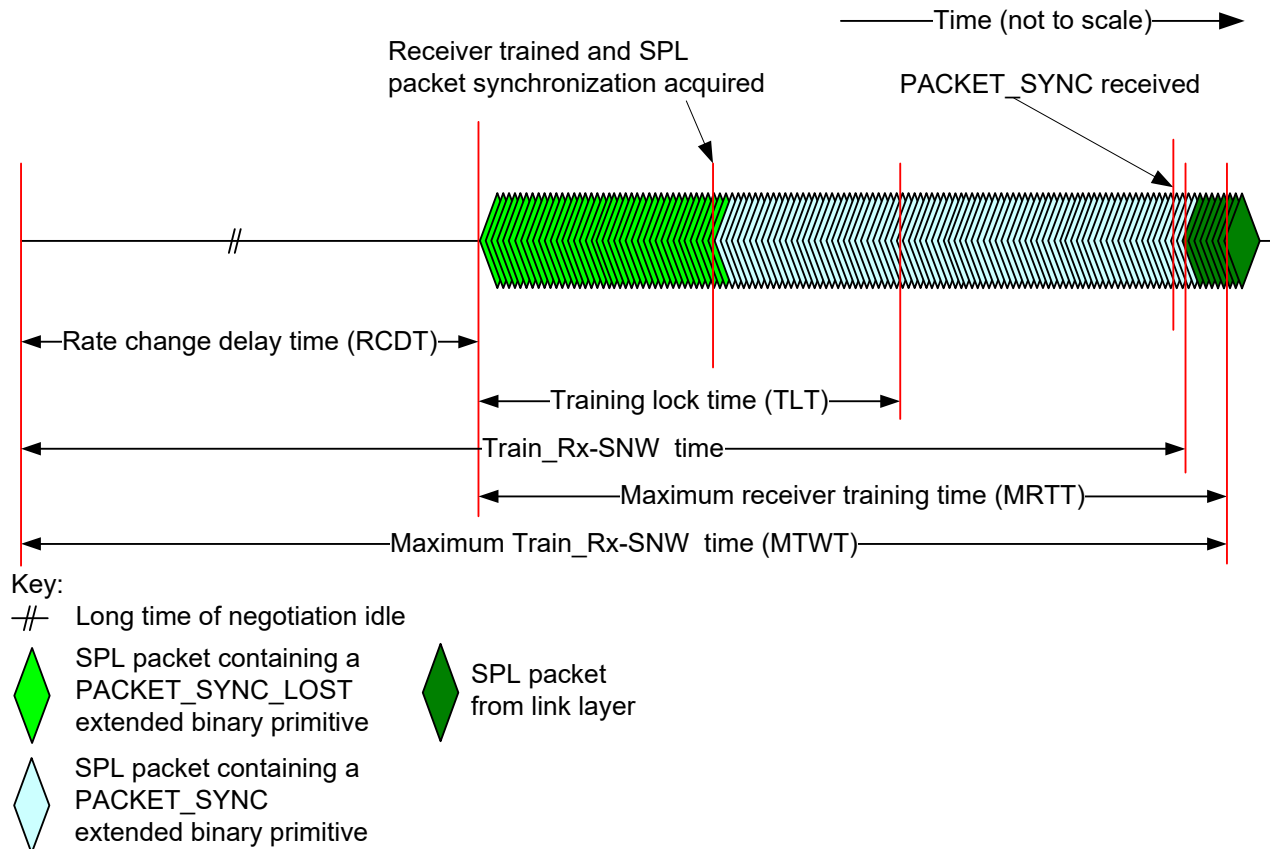 Time (not to scale)
Receiver trained and SPL
packet synchronization acquired
PACKET_SYNC received
Rate change delay time (RCDT)
Training lock time (TLT)
Train_Rx-SNW time
Maximum receiver training time (MRTT)
Maximum Train_Rx-SNW time (MTWT)
Key:
Long time of negotiation idle
SPL packet containing a
PACKET_SYNC_LOST
extended binary primitive
SPL packet
from link layer
SPL packet containing a
PACKET_SYNC
extended binary primitive